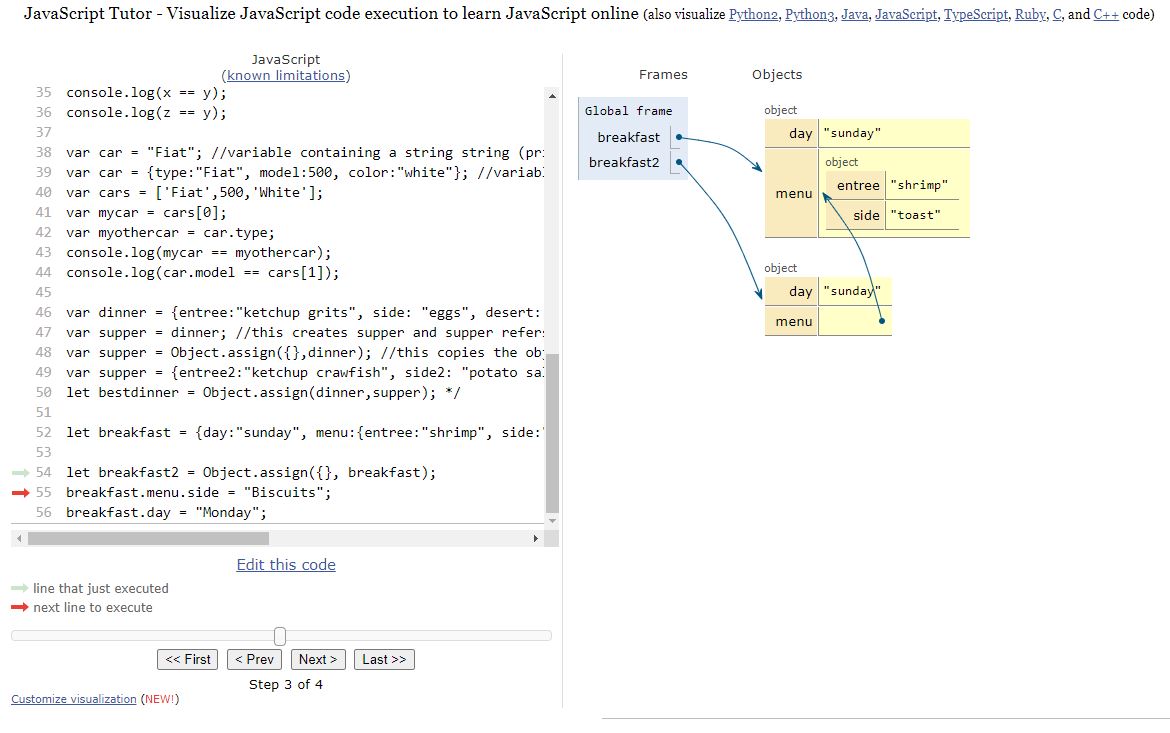 JavaScript Tutor - Visualize JavaScript code execution to learn JavaScript online (also visualize Python2, Python3, Java, JavaScript, TypeScript, Ruby, C, and C++ code)
JavaScript
(known limitations)
35 console.log(x == y);
36 console.log(z == y);
37
38 var car = "Fiat"; //variable containing a string string (pri
39 var car = {type:"Fiat", model:500, color:"white"}; //variabl
40 var cars = ['Fiat',500,'White'];
41 var mycar = cars[0];
42 var myothercar = car.type;
43 console.log(mycar == myothercar);
44 console.log(car.model == cars[1]);
45
46 var dinner = {entree:"ketchup grits", side: "eggs", desert:
47 var supper = dinner; //this creates supper and supper refers
48 var supper = Object.assign({},dinner); //this copies the obj
49 var supper = {entree2:"ketchup crawfish", side2: "potato sal
50 let bestdinner = Object.assign(dinner,supper); */
51
52 let breakfast = {day:"sunday", menu:{entree:"shrimp", side:"
53
54 let breakfast2 = Object.assign({}, breakfast);
55 breakfast.menu.side = "Biscuits";
56 breakfast.day = "Monday";
Edit this code
line that just executed
next line to execute
<< First < Prev Next > Last >>
Step 3 of 4
Customize visualization (NEW!)
Frames Objects
Global frame
breakfast
breakfast2
object
day "sunday"
menu
object
entree "shrimp"
side "toast"
object
day "sunday"
menu